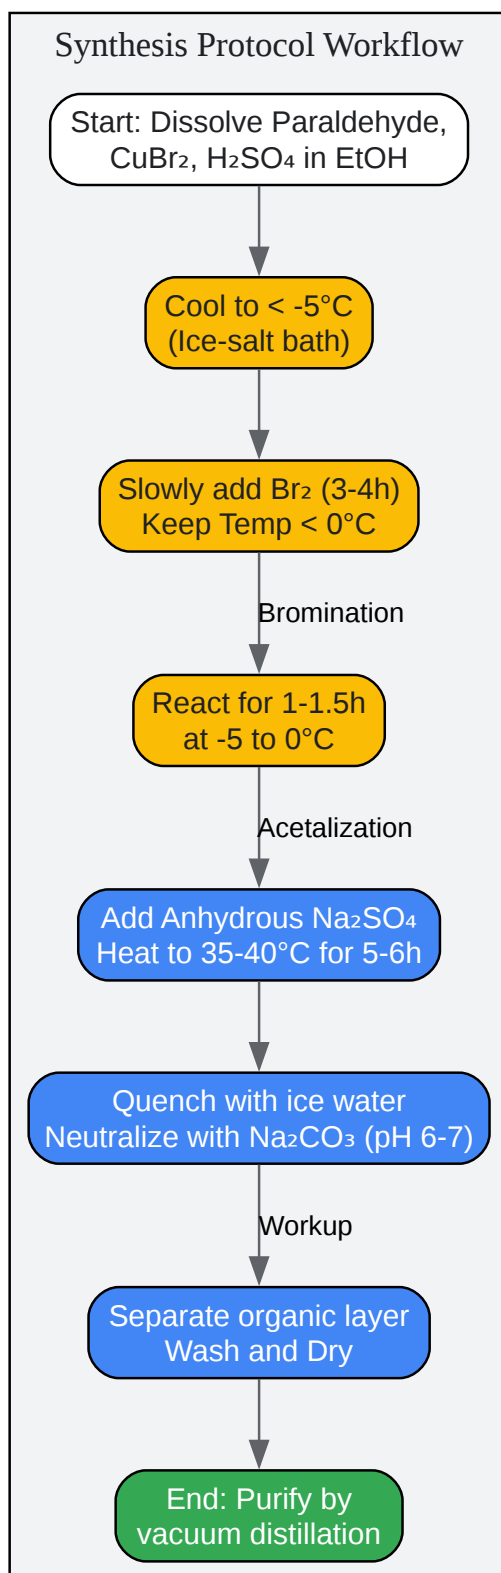 Synthesis Protocol Workflow
Start: Dissolve Paraldehyde,
CuBr₂, H₂SO₄ in EtOH
Cool to < -5°C
(Ice-salt bath)
Slowly add Br₂ (3-4h)
Keep Temp < 0°C
Bromination
React for 1-1.5h
at -5 to 0°C
Acetalization
Add Anhydrous Na₂SO₄
Heat to 35-40°C for 5-6h
Quench with ice water
Neutralize with Na₂CO₃ (pH 6-7)
Workup
Separate organic layer
Wash and Dry
End: Purify by
vacuum distillation